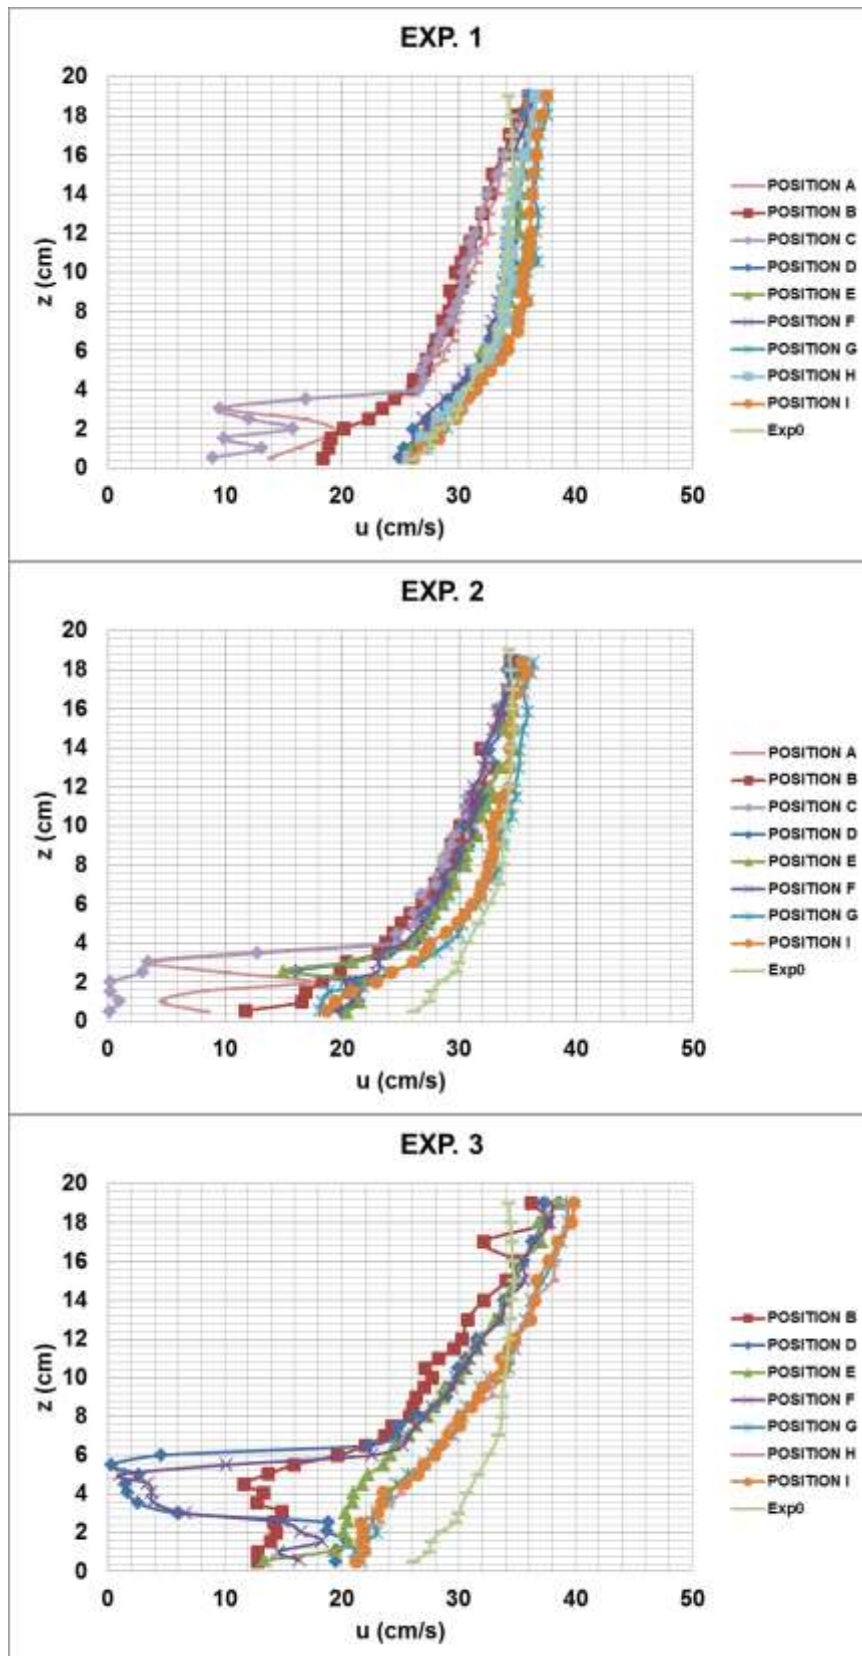 EXP. 1
20
18
16
14
12
10
8
6
4
2
0
z (cm)
0 10 20 30 40 50
u (cm/s)
POSITION A
POSITION B
POSITION C
POSITION D
POSITION E
POSITION F
POSITION G
POSITION H
POSITION I
Exp0
EXP. 2
20
18
16
14
12
10
8
6
4
2
0
z (cm)
0 10 20 30 40 50
u (cm/s)
POSITION A
POSITION B
POSITION C
POSITION D
POSITION E
POSITION F
POSITION G
POSITION I
Exp0
EXP. 3
20
18
16
14
12
10
8
6
4
2
0
z (cm)
0 10 20 30 40 50
u (cm/s)
POSITION B
POSITION D
POSITION E
POSITION F
POSITION G
POSITION H
POSITION I
Exp0